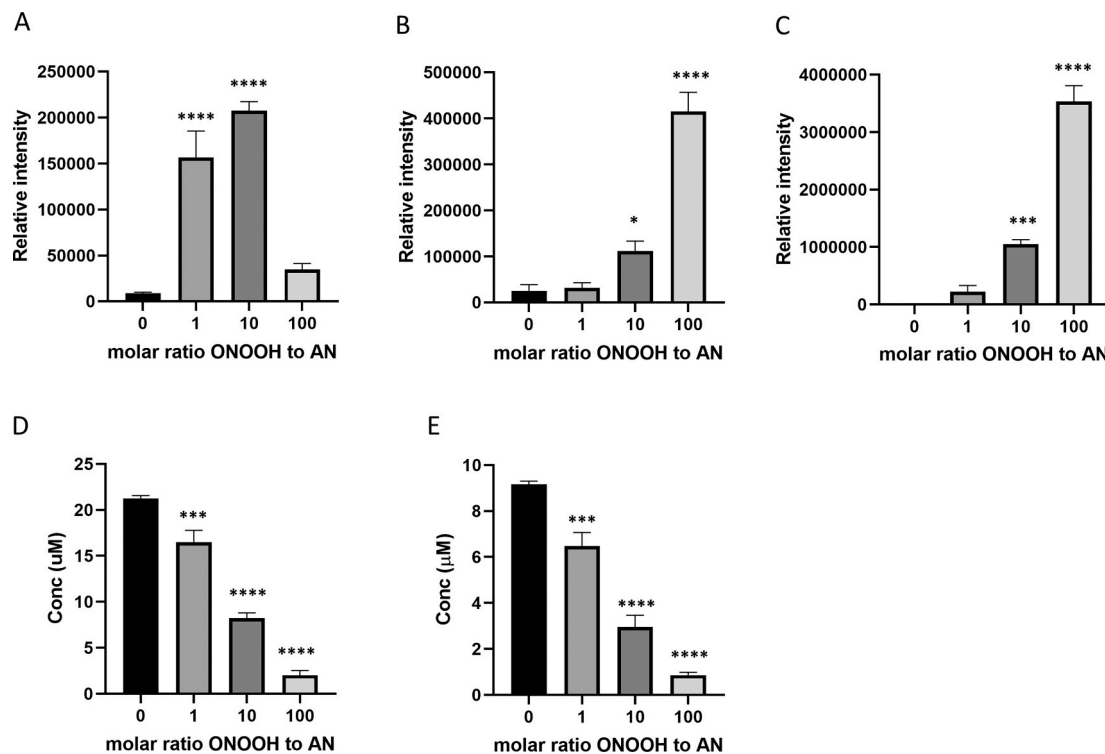 A
Relative intensity
250000
200000
150000
100000
50000
0
****
****
0 1 10 100
molar ratio ONOOH to AN
B
Relative intensity
500000
400000
300000
200000
100000
0
*
****
0 1 10 100
molar ratio ONOOH to AN
C
Relative intensity
4000000
3000000
2000000
1000000
0
***
****
0 1 10 100
molar ratio ONOOH to AN
D
Conc (uM)
25
20
15
10
5
0
***
****
****
0 1 10 100
molar ratio ONOOH to AN
E
Conc (μM)
10
8
6
4
2
0
***
****
****
0 1 10 100
molar ratio ONOOH to AN